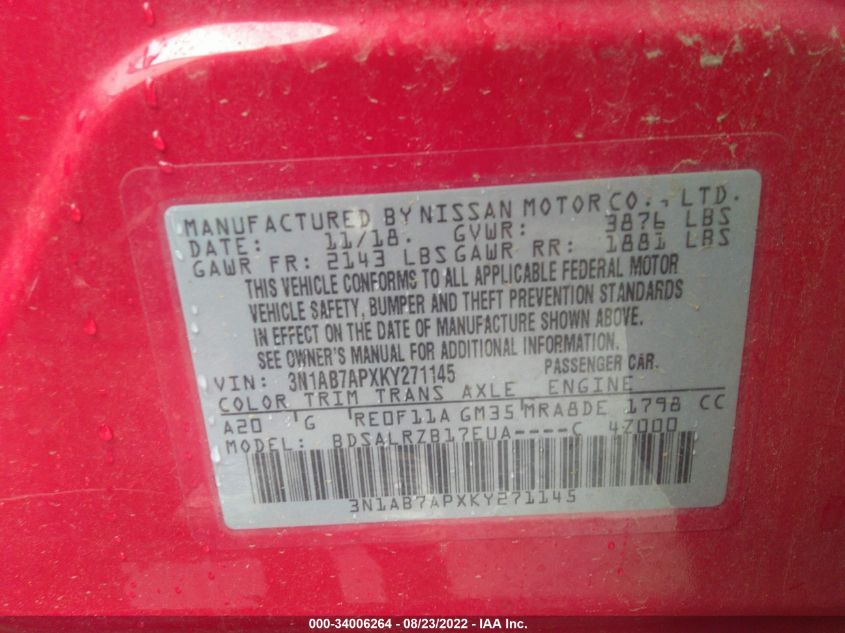 MANUFACTURED BY NISSAN MOTOR CO., LTD.
DATE: 11/18. GVWR: 3876 LBS
GAWR FR: 2143 LBS GAWR RR: 1881 LBS
THIS VEHICLE CONFORMS TO ALL APPLICABLE FEDERAL MOTOR
VEHICLE SAFETY, BUMPER AND THEFT PREVENTION STANDARDS
IN EFFECT ON THE DATE OF MANUFACTURE SHOWN ABOVE.
SEE OWNER'S MANUAL FOR ADDITIONAL INFORMATION.
VIN: 3N1AB7APXKY271145 PASSENGER CAR.
COLOR TRIM TRANS AXLE ENGINE
A20 G RE0F11A GM35 MRA8DE 1798 CC
MODEL: BDSALRZB17EUA----C 4Z000
3N1AB7APXKY271145
000-34006264 - 08/23/2022 - IAA Inc.